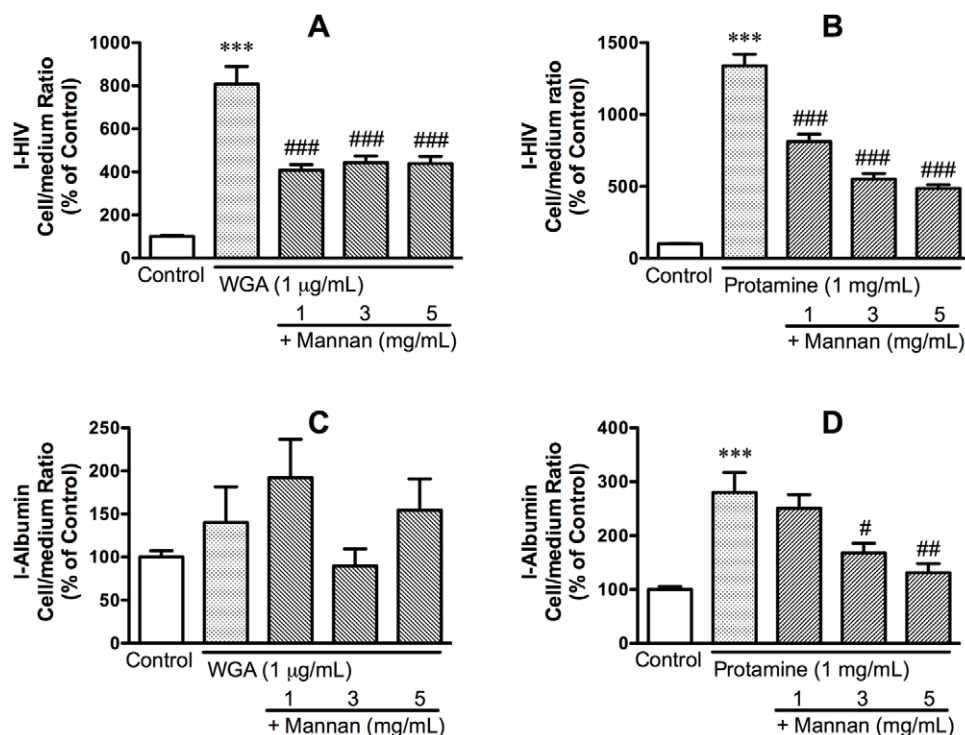 A
I-HIV
Cell/medium Ratio
(% of Control)
1000
800
600
400
200
0
***
###
###
###
Control
WGA (1 μg/mL)
1 3 5
+ Mannan (mg/mL)
B
I-HIV
Cell/medium ratio
(% of Control)
1500
1000
500
0
***
###
###
###
Control
Protamine (1 mg/mL)
1 3 5
+ Mannan (mg/mL)
C
I-Albumin
Cell/medium Ratio
(% of Control)
250
200
150
100
50
0
Control
WGA (1 μg/mL)
1 3 5
+ Mannan (mg/mL)
D
I-Albumin
Cell/medium Ratio
(% of Control)
400
300
200
100
0
***
#
##
Control
Protamine (1 mg/mL)
1 3 5
+ Mannan (mg/mL)